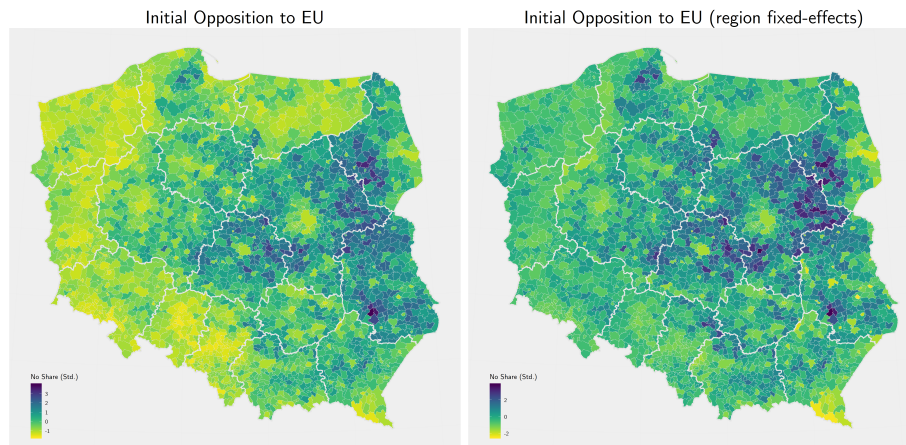 Initial Opposition to EU
Initial Opposition to EU (region fixed-effects)
No Share (Std.)
3
2
1
0
-1
No Share (Std.)
2
0
-2